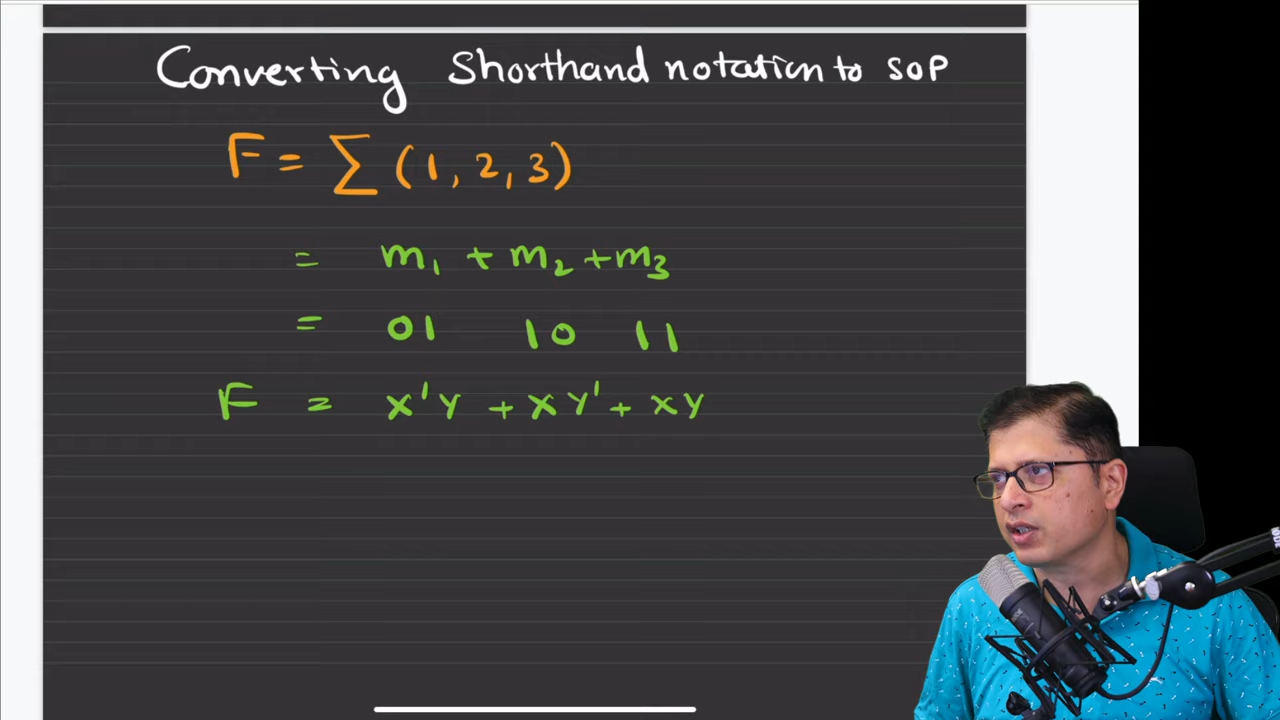 Converting Shorthand notation to SOP
F = Σ (1, 2, 3)
= m₁ + m₂ + m₃
= 01 10 11
F = x'y + xy' + xy